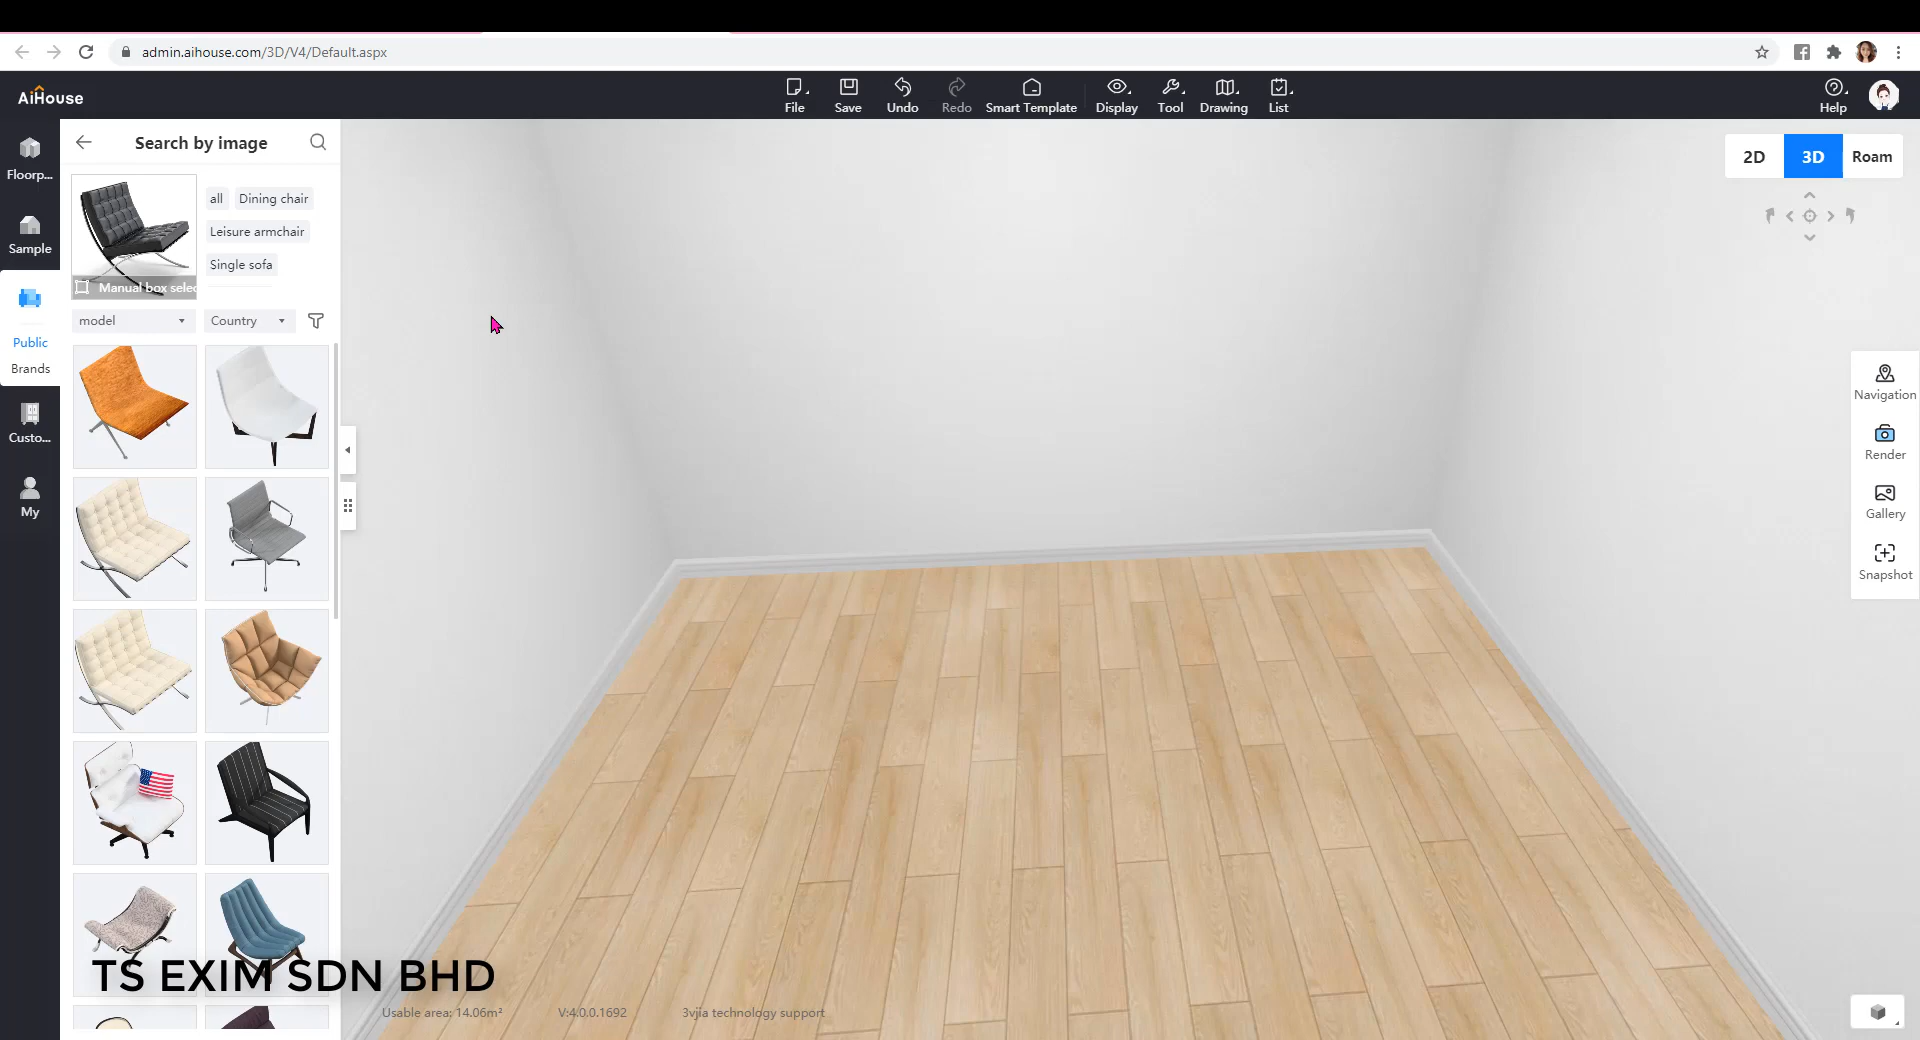 admin.aihouse.com/3D/V4/Default.aspx
AiHouse
File
Save
Undo
Redo
Smart Template
Display
Tool
Drawing
List
Help
Floorp...
Sample
Public
Brands
Custo...
My
Search by image
all
Dining chair
Leisure armchair
Single sofa
Manual box selec
model
Country
2D
3D
Roam
Navigation
Render
Gallery
Snapshot
TS EXIM SDN BHD
Usable area: 14.06m²
V:4.0.0.1692
3vjia technology support